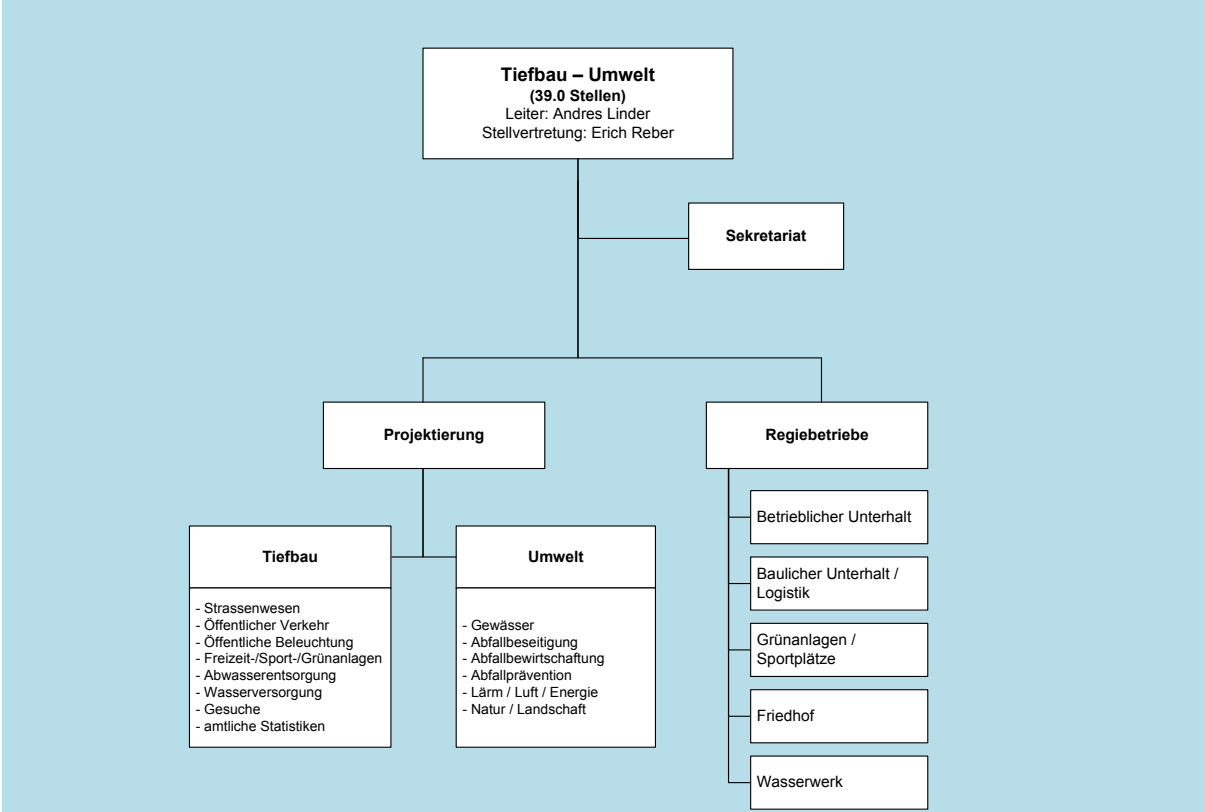 Tiefbau – Umwelt
(39.0 Stellen)
Leiter: Andres Linder
Stellvertretung: Erich Reber
Sekretariat
Projektierung
Regiebetriebe
Tiefbau
- Strassenwesen
- Öffentlicher Verkehr
- Öffentliche Beleuchtung
- Freizeit-/Sport-/Grünanlagen
- Abwasserentsorgung
- Wasserversorgung
- Gesuche
- amtliche Statistiken
Umwelt
- Gewässer
- Abfallbeseitigung
- Abfallbewirtschaftung
- Abfallprävention
- Lärm / Luft / Energie
- Natur / Landschaft
Betrieblicher Unterhalt
Baulicher Unterhalt /
Logistik
Grünanlagen /
Sportplätze
Friedhof
Wasserwerk